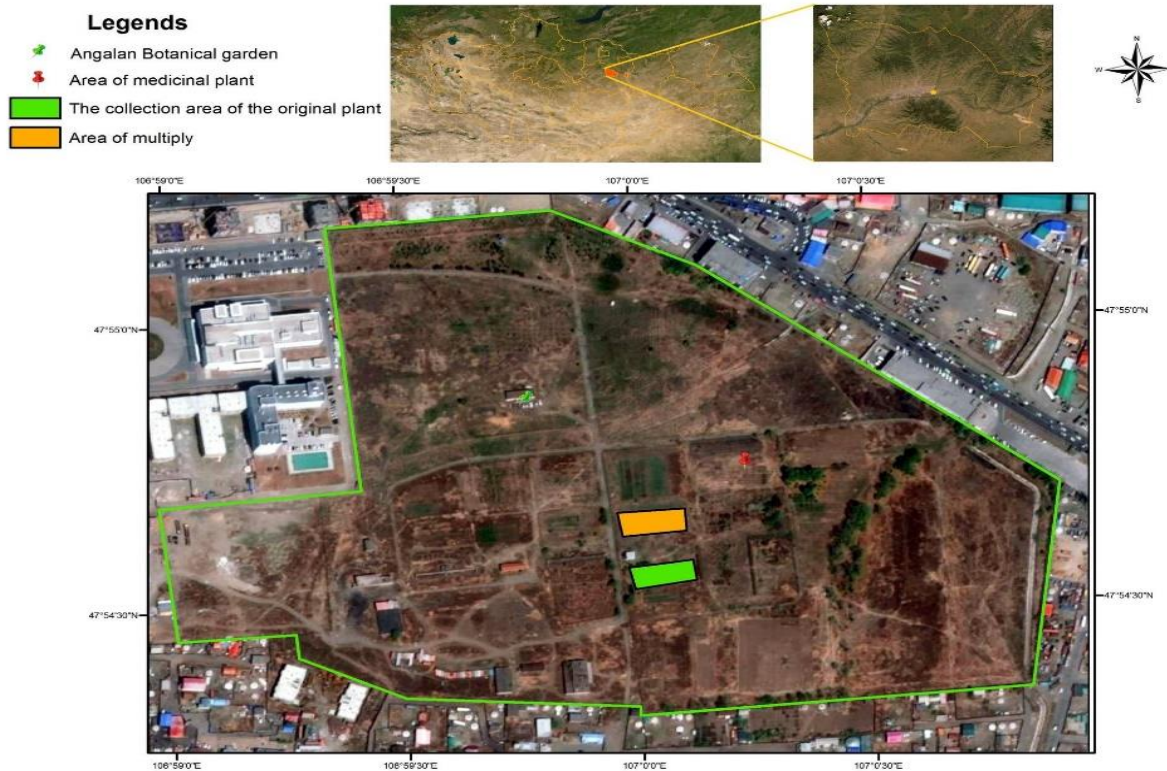 Legends
Angalan Botanical garden
Area of medicinal plant
The collection area of the original plant
Area of multiply
N
W
E
S
106°59'0"E 106°59'30"E 107°0'0"E 107°0'30"E
47°55'0"N 47°55'0"N
47°54'30"N 47°54'30"N
106°59'0"E 106°59'30"E 107°0'0"E 107°0'30"E